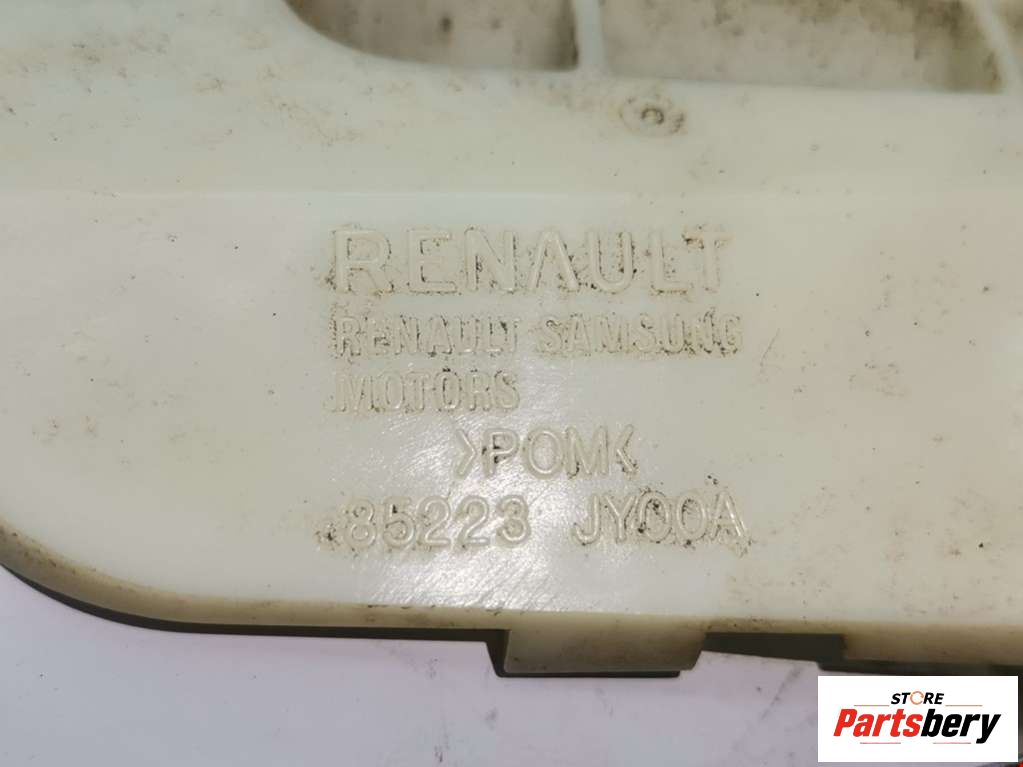 RENAULT
RENAULT SAMSUNG
MOTORS
>POM<
85223 JY00A
STORE
Partsbery